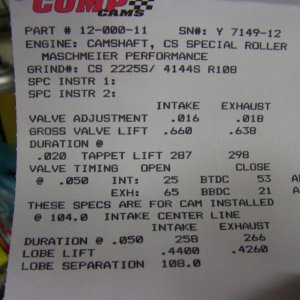 COMP
CAMS
PART # 12-000-11 SN#: Y 7149-12
ENGINE: CAMSHAFT, CS SPECIAL ROLLER
MASCHMEIER PERFORMANCE
GRIND#: CS 2225S/ 4144S R108
SPC INSTR 1:
SPC INSTR 2:
INTAKE EXHAUST
VALVE ADJUSTMENT .016 .018
GROSS VALVE LIFT .660 .638
DURATION @
.020 TAPPET LIFT 287 298
VALVE TIMING OPEN CLOSE
@ .050 INT: 25 BTDC 53
EXH: 65 BBDC 21
THESE SPECS ARE FOR CAM INSTALLED
@ 104.0 INTAKE CENTER LINE
INTAKE EXHAUST
DURATION @ .050 258 266
LOBE LIFT .4400 .4260
LOBE SEPARATION 108.0